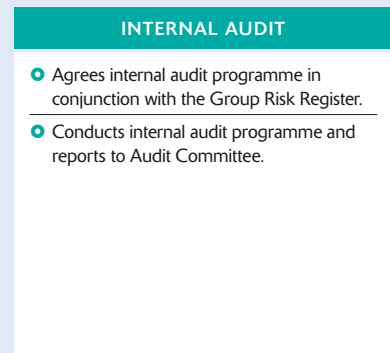 INTERNAL AUDIT
Agrees internal audit programme in
conjunction with the Group Risk Register.
Conducts internal audit programme and
reports to Audit Committee.